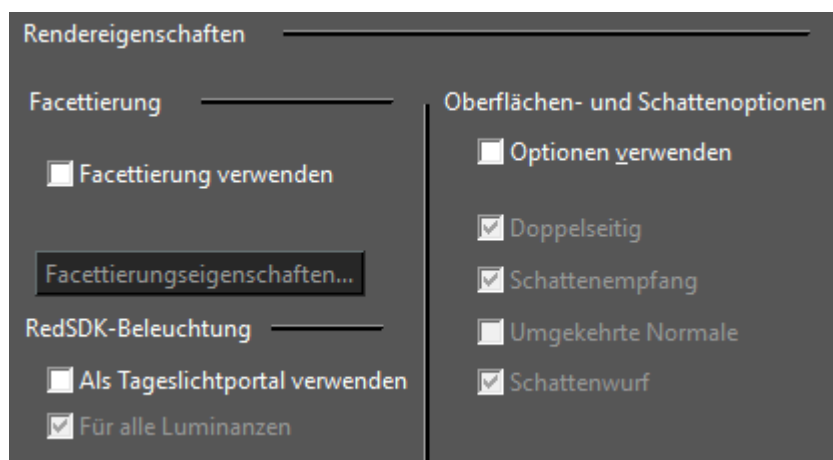 Rendereigenschaften
Facettierung
Facettierung verwenden
Facettierungseigenschaften...
RedSDK-Beleuchtung
Als Tageslichtportal verwenden
Für alle Luminanzen
Oberflächen- und Schattenoptionen
Optionen verwenden
Doppelseitig
Schattenempfang
Umgekehrte Normale
Schattenwurf